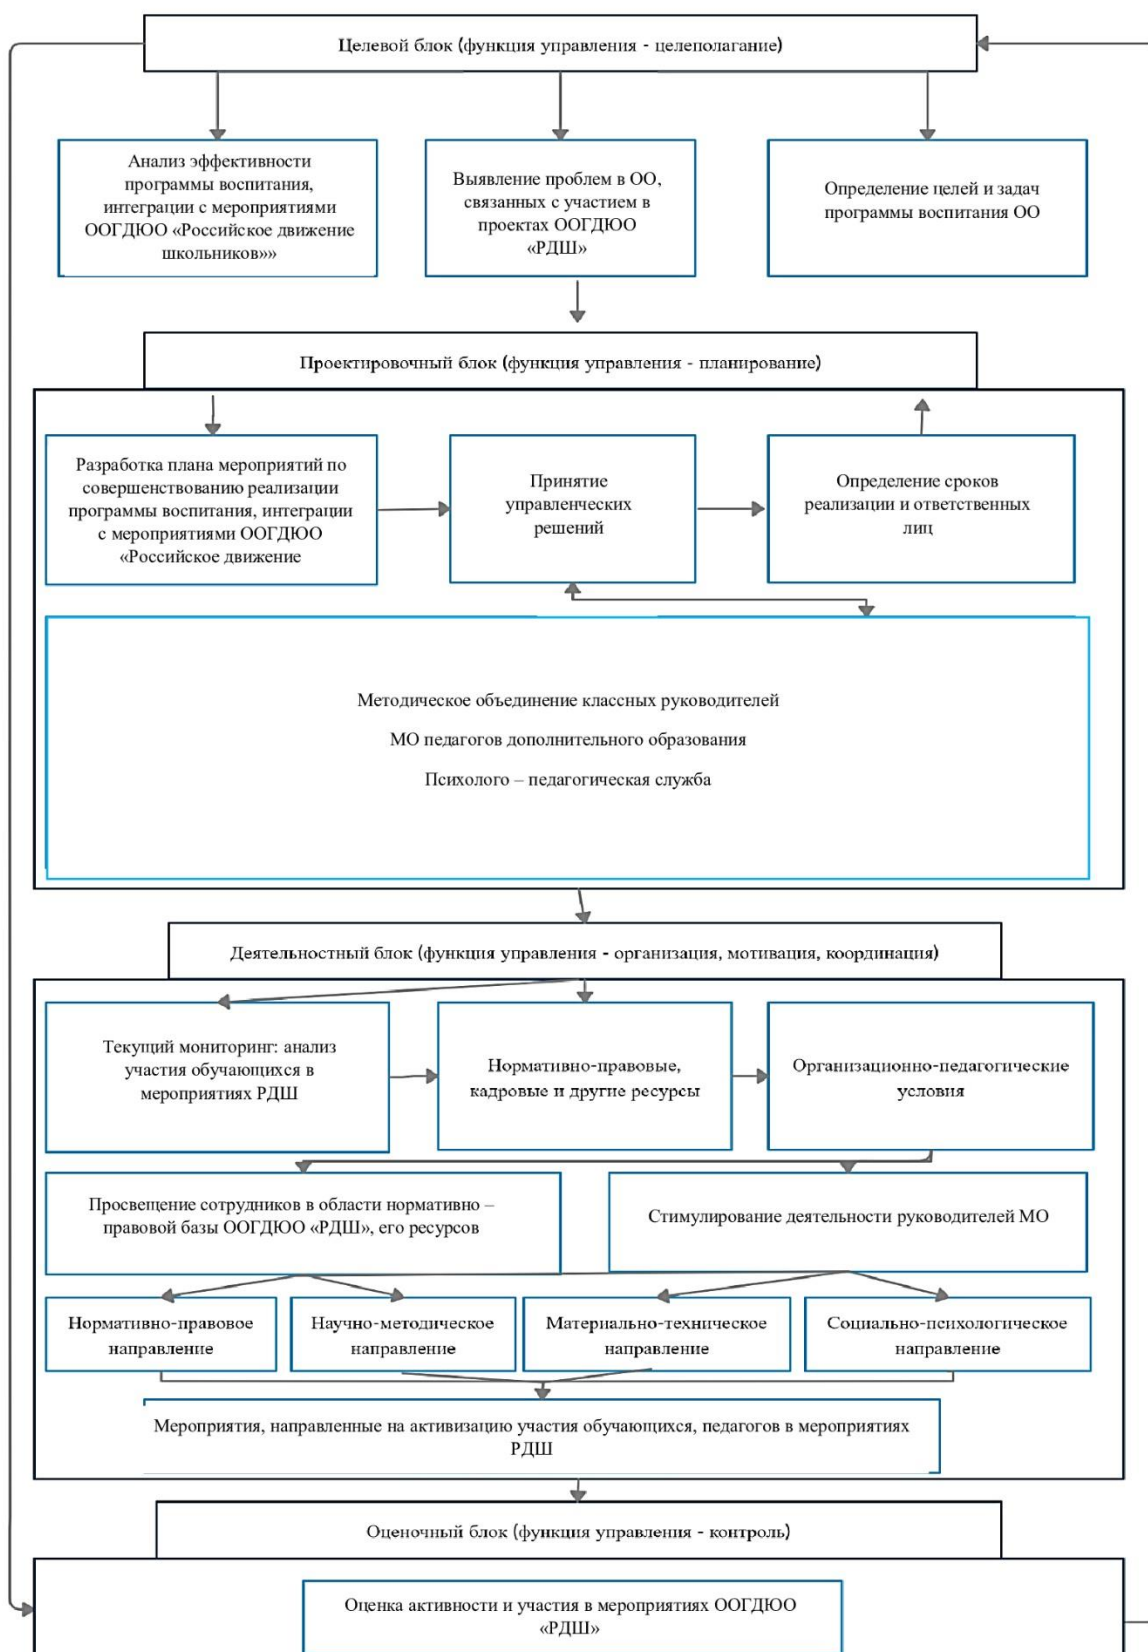 Целевой блок (функция управления - целеполагание)
Анализ эффективности
программы воспитания,
интеграции с мероприятиями
ООГДЮО «Российское движение
школьников»»
Выявление проблем в ОО,
связанных с участием в
проектах ООГДЮО
«РДШ»
Определение целей и задач
программы воспитания ОО
Проектировочный блок (функция управления - планирование)
Разработка плана мероприятий по
совершенствованию реализации
программы воспитания, интеграции
с мероприятиями ООГДЮО
«Российское движение
Принятие
управленческих
решений
Определение сроков
реализации и ответственных
лиц
Методическое объединение классных руководителей
МО педагогов дополнительного образования
Психолого – педагогическая служба
Деятельностный блок (функция управления - организация, мотивация, координация)
Текущий мониторинг: анализ
участия обучающихся в
мероприятиях РДШ
Нормативно-правовые,
кадровые и другие ресурсы
Организационно-педагогические
условия
Просвещение сотрудников в области нормативно –
правовой базы ООГДЮО «РДШ», его ресурсов
Стимулирование деятельности руководителей МО
Нормативно-правовое
направление
Научно-методическое
направление
Материально-техническое
направление
Социально-психологическое
направление
Мероприятия, направленные на активизацию участия обучающихся, педагогов в мероприятиях
РДШ
Оценочный блок (функция управления - контроль)
Оценка активности и участия в мероприятиях ООГДЮО
«РДШ»